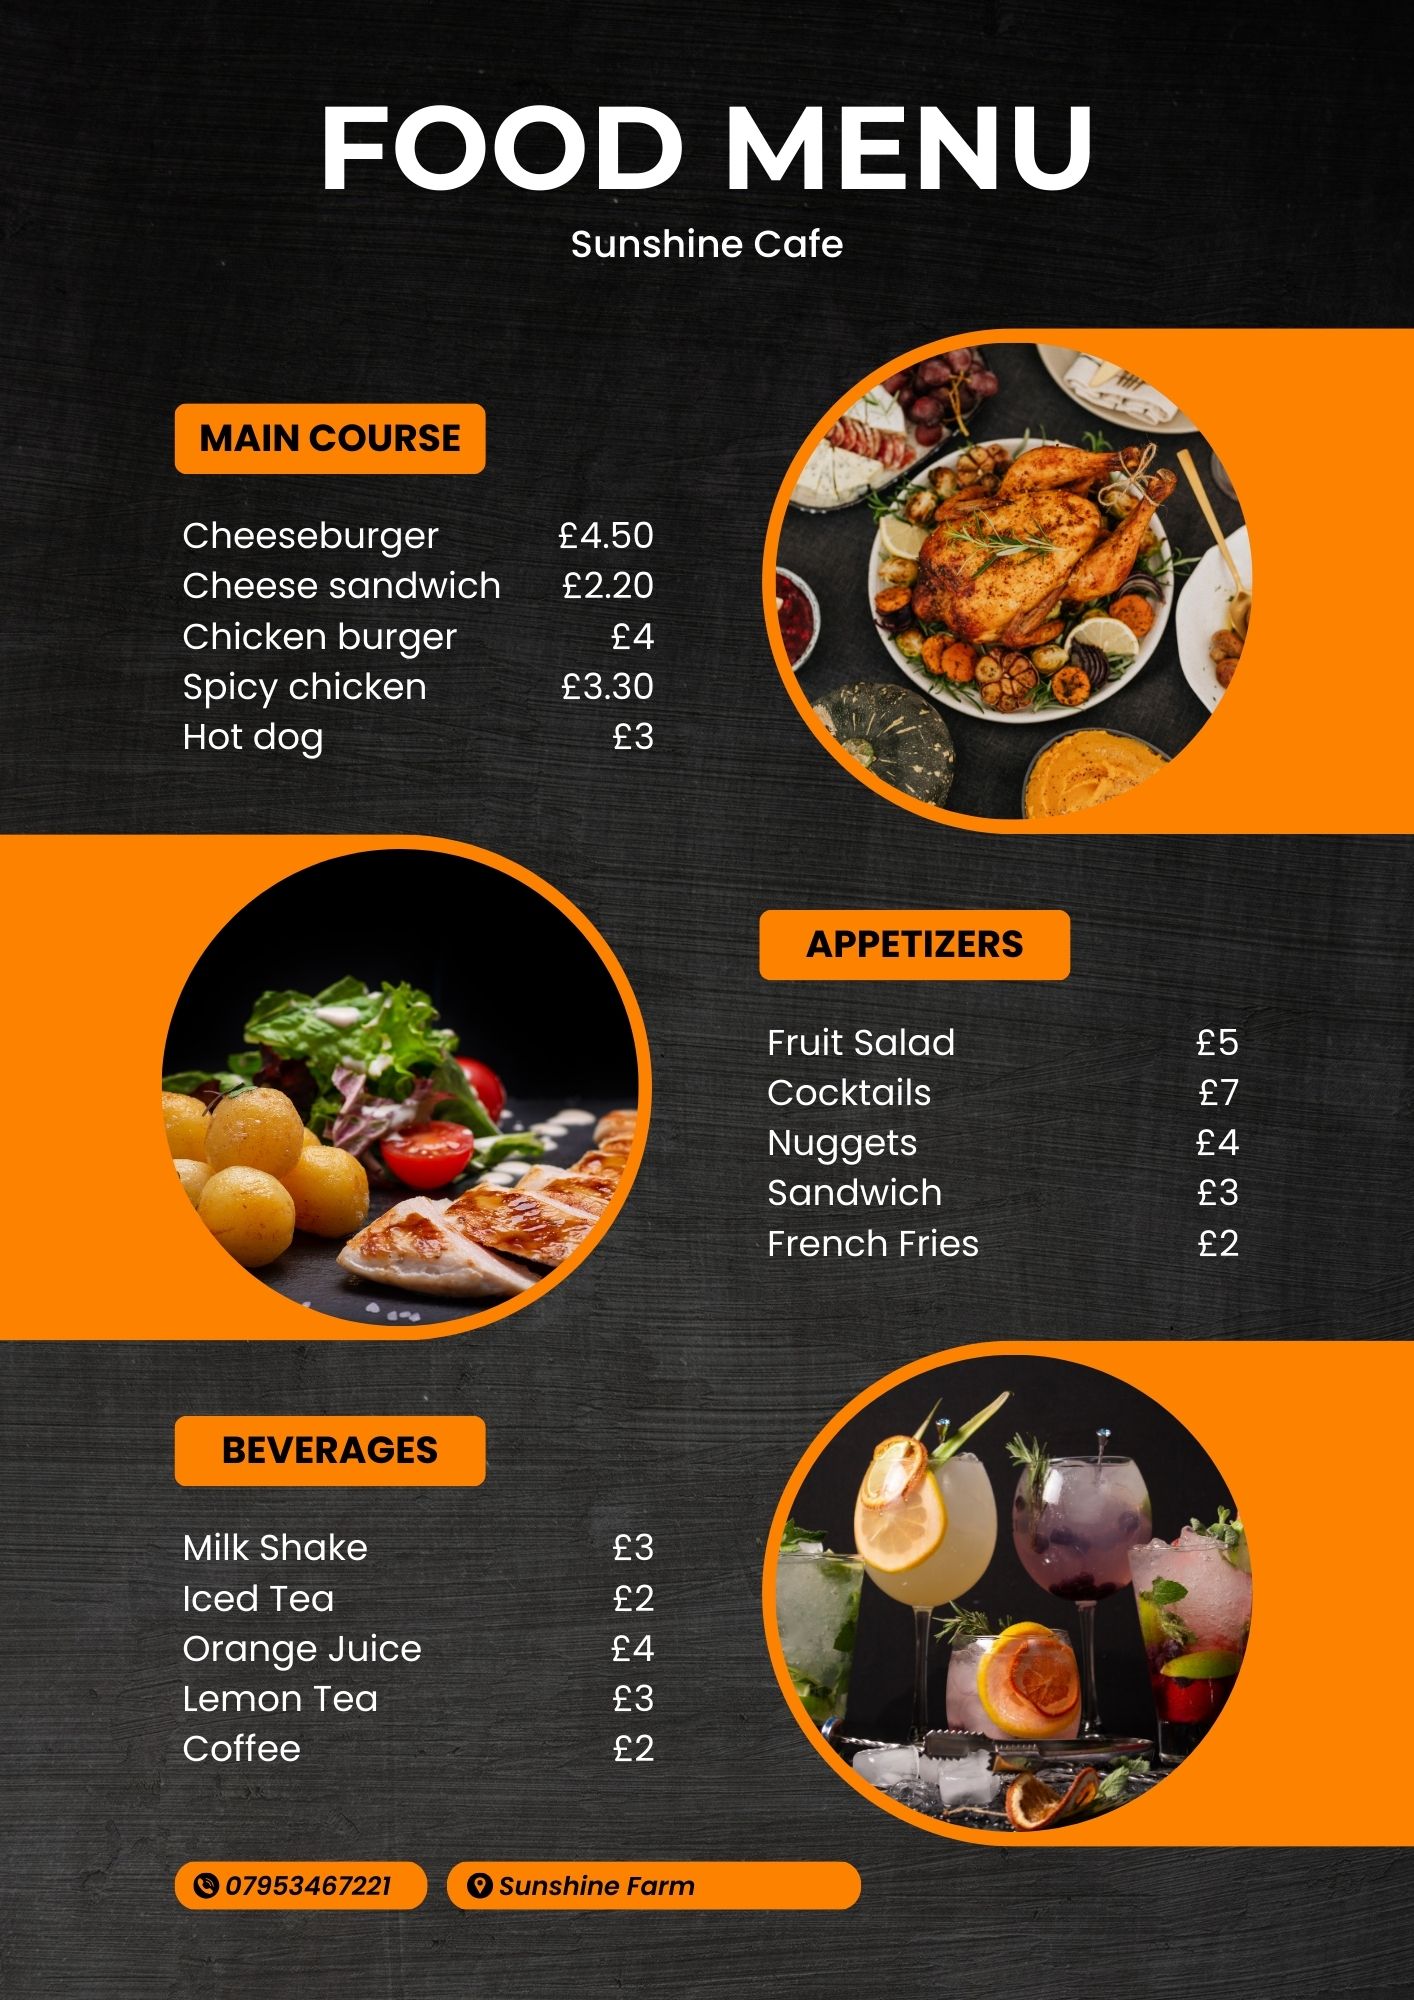 FOOD MENU
Sunshine Cafe
MAIN COURSE
Cheeseburger £4.50
Cheese sandwich £2.20
Chicken burger £4
Spicy chicken £3.30
Hot dog £3
APPETIZERS
Fruit Salad £5
Cocktails £7
Nuggets £4
Sandwich £3
French Fries £2
BEVERAGES
Milk Shake £3
Iced Tea £2
Orange Juice £4
Lemon Tea £3
Coffee £2
07953467221 Sunshine Farm